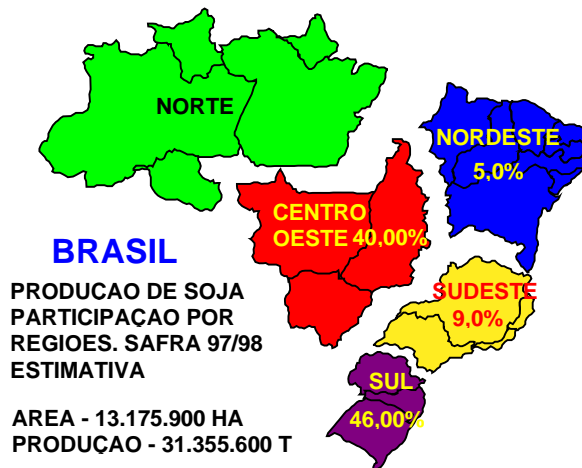 NORTE
NORDESTE
5,0%
CENTRO
OESTE 40,00%
BRASIL
SUDESTE
9,0%
PRODUCAO DE SOJA
PARTICIPAÇAO POR
REGIOES. SAFRA 97/98
ESTIMATIVA
SUL
46,00%
AREA - 13.175.900 HA
PRODUÇAO - 31.355.600 T